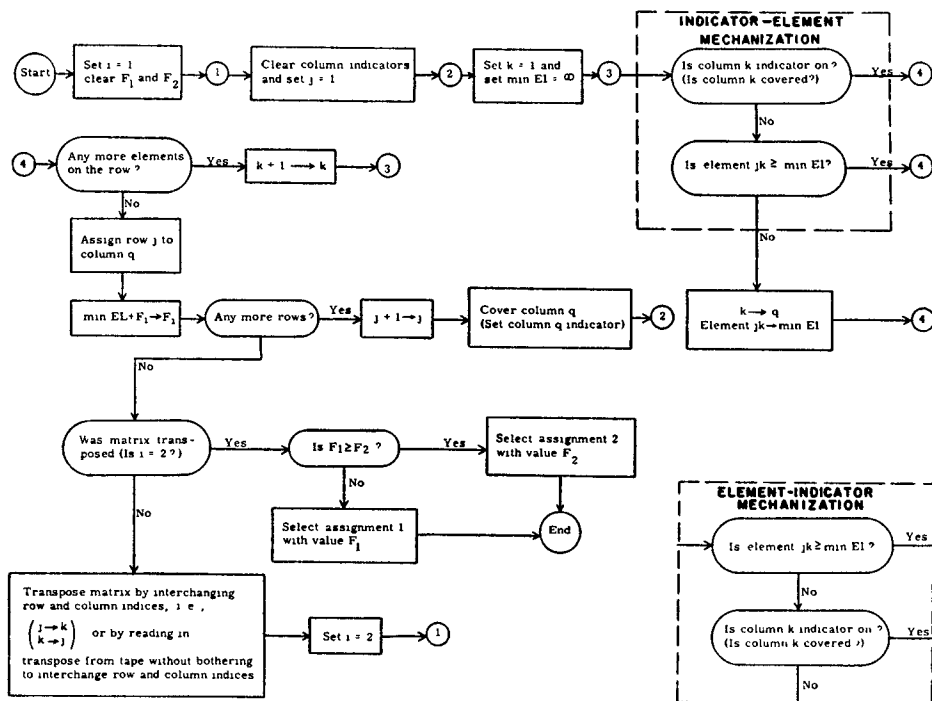 INDICATOR-ELEMENT
MECHANIZATION
Start
Set ı = 1
clear F₁ and F₂
1
Clear column indicators
and set ȷ = 1
2
Set k = 1 and
set min El = ∞
3
Is column k indicator on?
(Is column k covered?)
Yes
4
No
4
Any more elements
on the row?
Yes
k + 1 → k
3
Is element ȷk ≥ min El?
Yes
4
No
No
Assign row ȷ to
column q
min EL+F₁→F₁
Any more rows?
Yes
ȷ + 1→ȷ
Cover column q
(Set column q indicator)
2
k → q
Element ȷk→min El
4
No
Was matrix trans-
posed (Is ı = 2?)
Yes
Is F₁≥F₂ ?
Yes
Select assignment 2
with value F₂
No
No
Select assignment 1
with value F₁
End
ELEMENT-INDICATOR
MECHANIZATION
Is element ȷk≥min El?
Yes
No
Is column k indicator on?
(Is column k covered?)
Yes
No
Transpose matrix by interchanging
row and column indices, ı e ,
(ȷ→k
k→ȷ) or by reading in
transpose from tape without bothering
to interchange row and column indices
Set ı = 2
1